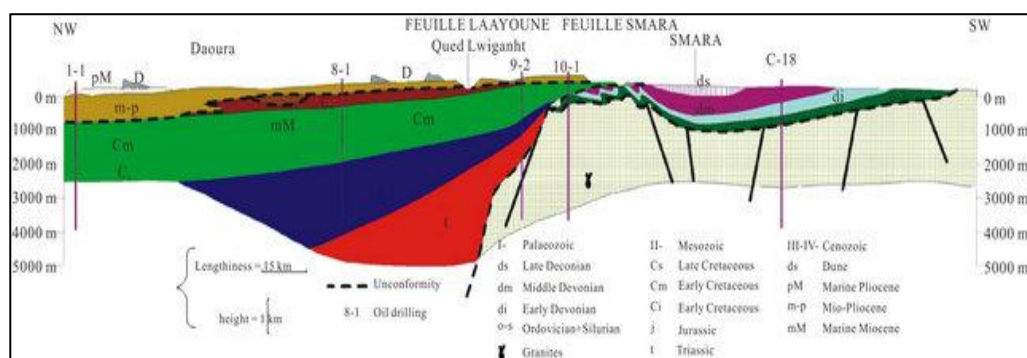 NW FEUILLE LAAYOUNE FEUILLE SMARA SW
Daoura Qued Lwiganht SMARA
1-1 pM D 8-1 D 9-2 10-1 ds C-18
0 m m-p mM Cm dm di 0 m
1000 m Cm 1000 m
2000 m C 2000 m
3000 m 3000 m
4000 m t 4000 m
5000 m 5000 m
Lengthiness= 15 km
height = 1 km
Unconformity
8-1 Oil drilling
I- Palaezozic
ds Late Deconian
dm Middle Devonian
di Early Devonian
o-s Ordovician+Silurian
Granites
II- Mesozoic
Cs Late Cretaceous
Cm Early Cretaceous
Ci Early Cretaceous
j Jurassic
t Triassic
III-IV- Cenozoic
ds Dune
pM Marine Pliocene
m-p Mio-Pliocene
mM Marine Miocene